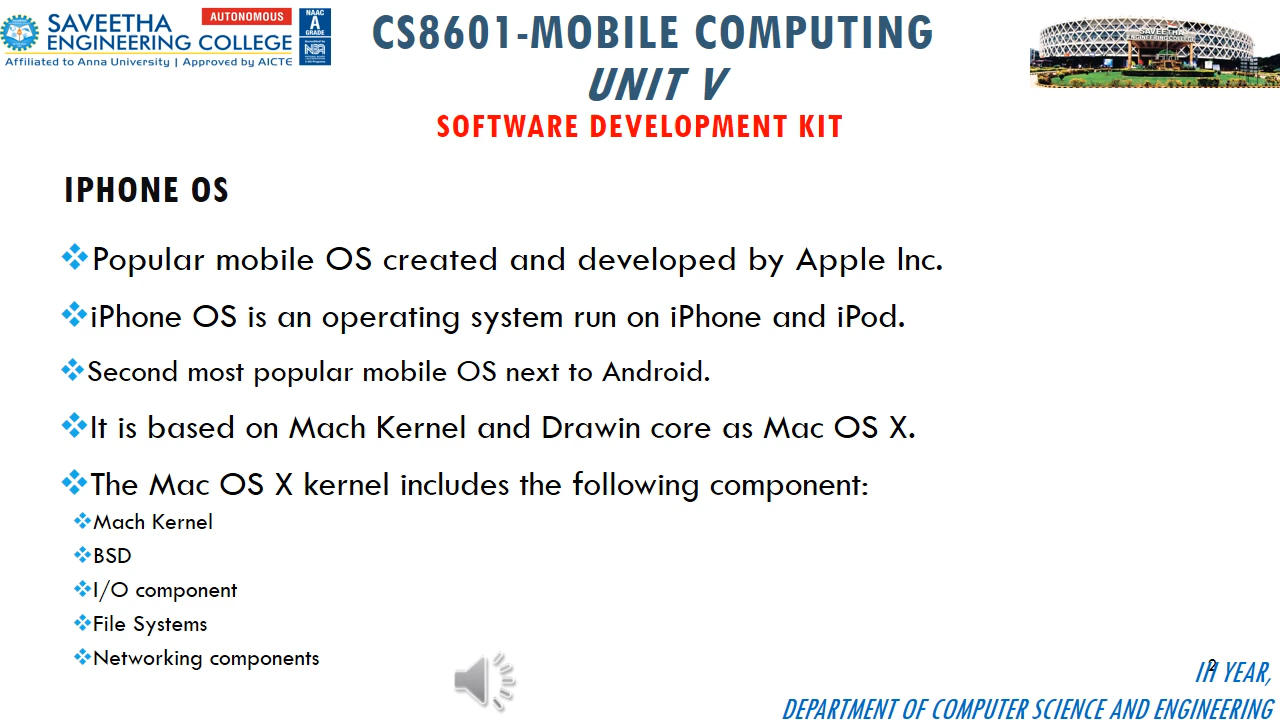 SAVEETHA
ENGINEERING COLLEGE
AUTONOMOUS
NAAC
A
GRADE
Affiliated to Anna University | Approved by AICTE
CS8601-MOBILE COMPUTING
UNIT V
SOFTWARE DEVELOPMENT KIT
SAVEETHA
IPHONE OS
Popular mobile OS created and developed by Apple Inc.
iPhone OS is an operating system run on iPhone and iPod.
Second most popular mobile OS next to Android.
It is based on Mach Kernel and Drawin core as Mac OS X.
The Mac OS X kernel includes the following component:
Mach Kernel
BSD
I/O component
File Systems
Networking components
2
III YEAR,
DEPARTMENT OF COMPUTER SCIENCE AND ENGINEERING